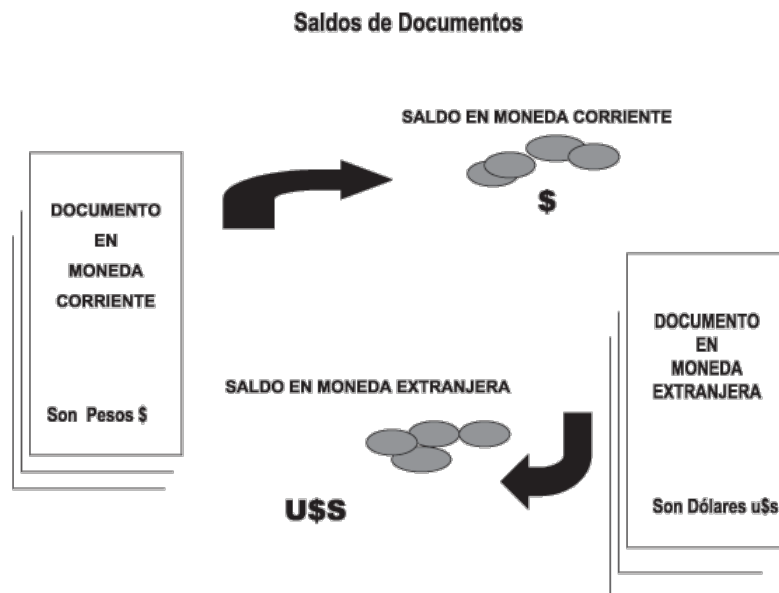 Saldos de Documentos
SALDO EN MONEDA CORRIENTE
$
DOCUMENTO
EN
MONEDA
CORRIENTE
Son Pesos $
DOCUMENTO
EN
MONEDA
EXTRANJERA
Son Dólares u$s
SALDO EN MONEDA EXTRANJERA
U$S